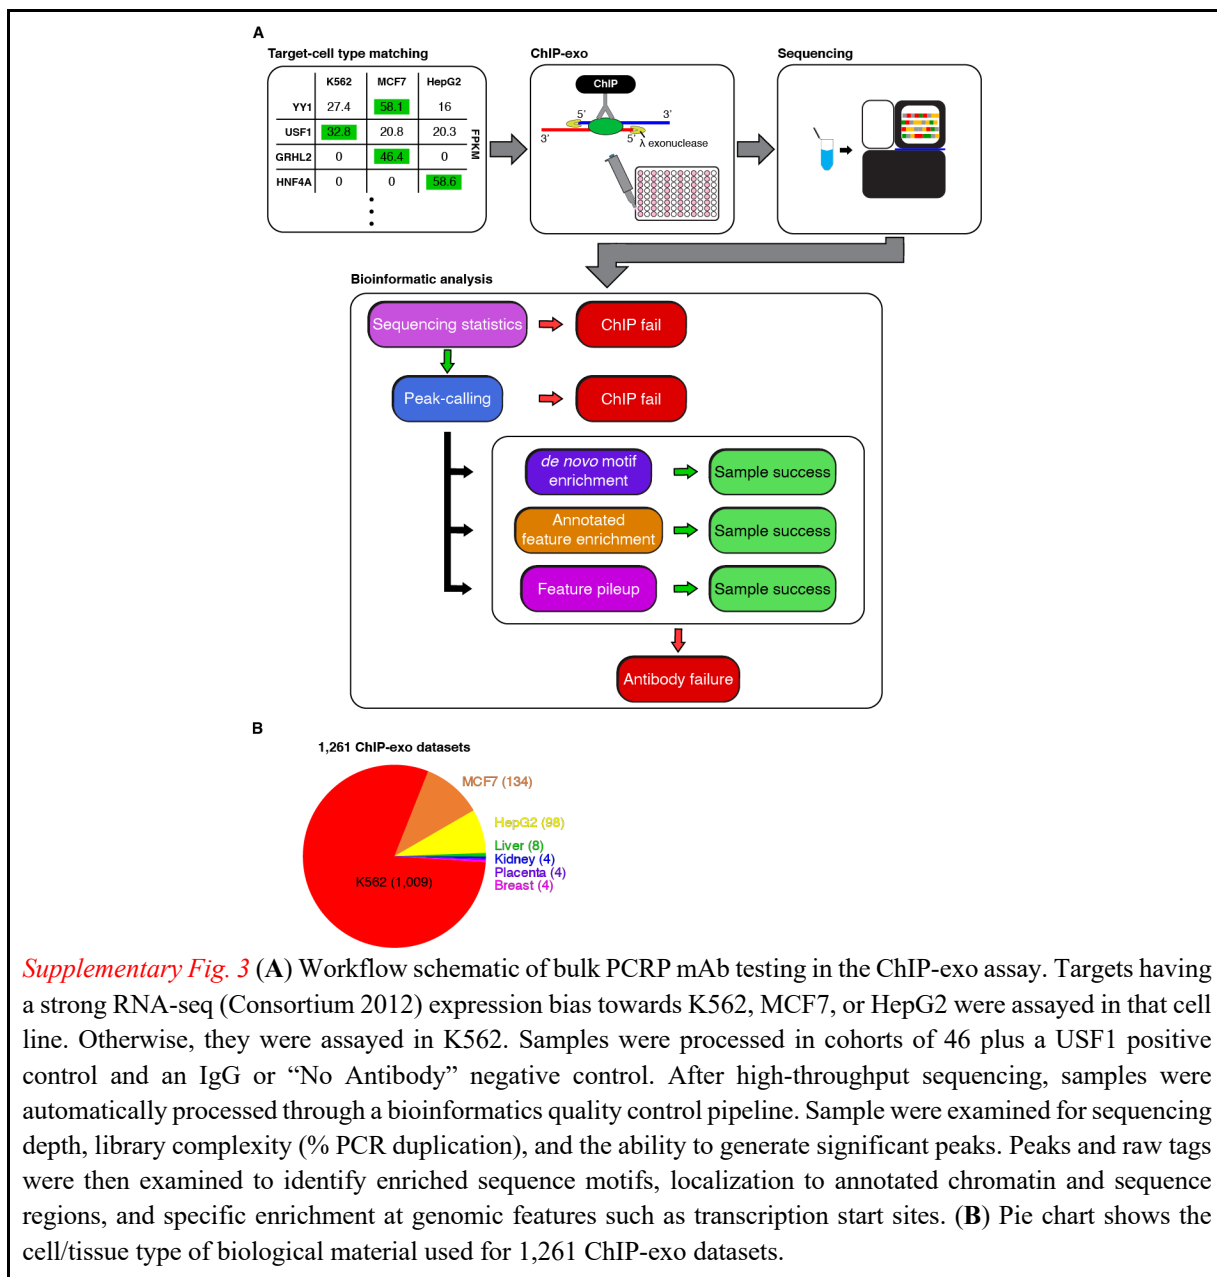 A
Target-cell type matching
K562 MCF7 HepG2
YY1 27.4 58.1 16
USF1 32.8 20.8 20.3
GRHL2 0 46.4 0
HNF4A 0 0 58.6
FPKM
ChIP-exo
ChIP
5’ 3’
3’ 5’
λ exonuclease
Sequencing
Bioinformatic analysis
Sequencing statistics
ChIP fail
Peak-calling
ChIP fail
de novo motif
enrichment
Sample success
Annotated
feature enrichment
Sample success
Feature pileup
Sample success
Antibody failure
B
1,261 ChIP-exo datasets
MCF7 (134)
HepG2 (98)
Liver (8)
Kidney (4)
Placenta (4)
Breast (4)
K562 (1,009)
Supplementary Fig. 3 (A) Workflow schematic of bulk PCRP mAb testing in the ChIP-exo assay. Targets having
a strong RNA-seq (Consortium 2012) expression bias towards K562, MCF7, or HepG2 were assayed in that cell
line. Otherwise, they were assayed in K562. Samples were processed in cohorts of 46 plus a USF1 positive
control and an IgG or “No Antibody” negative control. After high-throughput sequencing, samples were
automatically processed through a bioinformatics quality control pipeline. Sample were examined for sequencing
depth, library complexity (% PCR duplication), and the ability to generate significant peaks. Peaks and raw tags
were then examined to identify enriched sequence motifs, localization to annotated chromatin and sequence
regions, and specific enrichment at genomic features such as transcription start sites. (B) Pie chart shows the
cell/tissue type of biological material used for 1,261 ChIP-exo datasets.